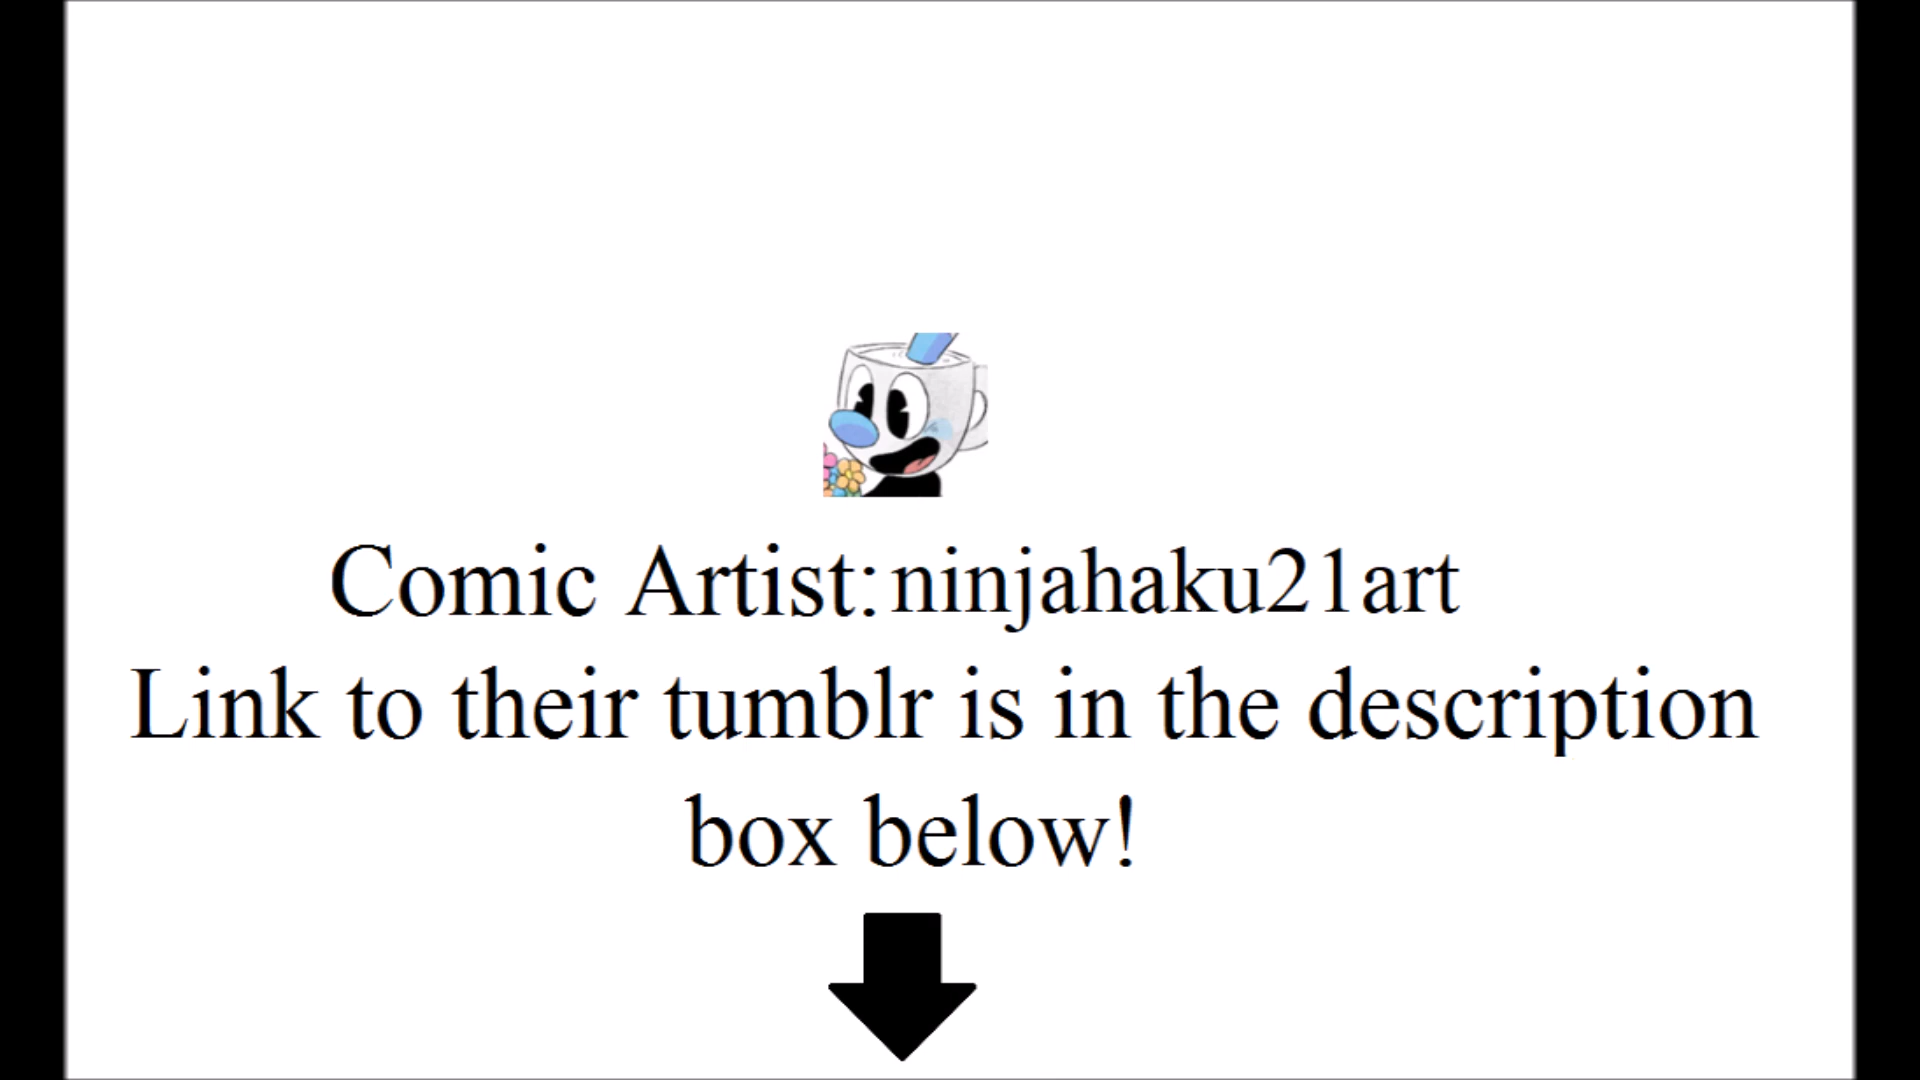 Comic Artist: ninjahaku21art
Link to their tumblr is in the description
box below!